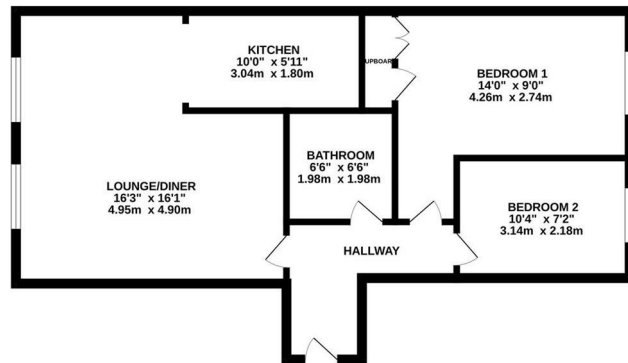 KITCHEN
10'0" x 5'11"
3.04m x 1.80m
UPBOAR
BEDROOM 1
14'0" x 9'0"
4.26m x 2.74m
BATHROOM
6'6" x 6'6"
1.98m x 1.98m
LOUNGE/DINER
16'3" x 16'1"
4.95m x 4.90m
BEDROOM 2
10'4" x 7'2"
3.14m x 2.18m
HALLWAY